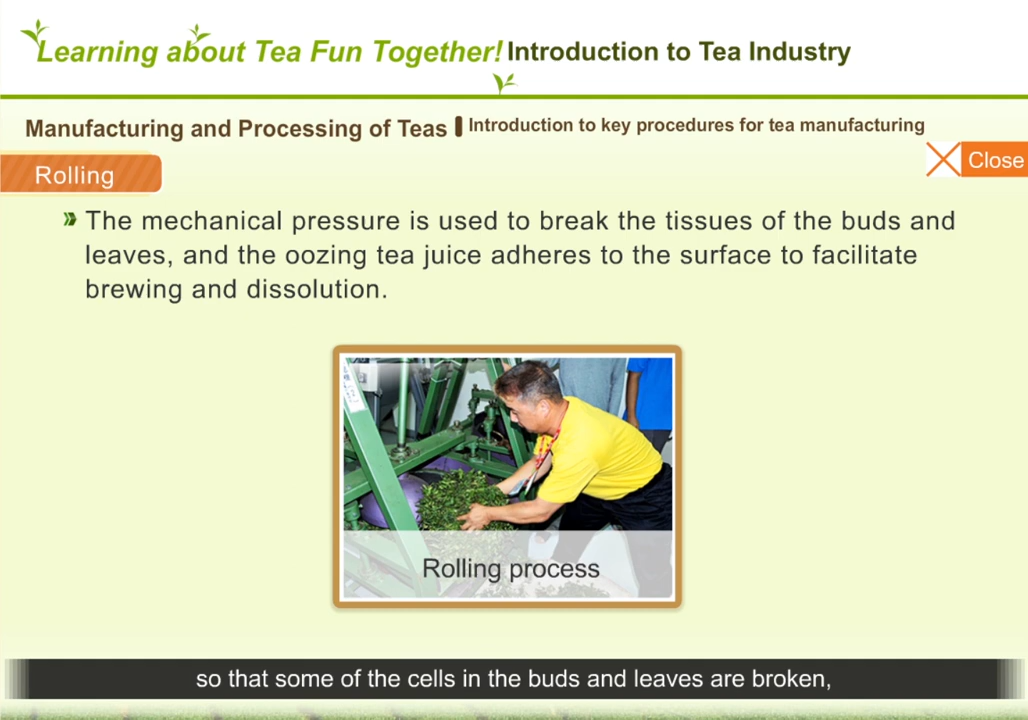 Learning about Tea Fun Together! Introduction to Tea Industry
Manufacturing and Processing of Teas Introduction to key procedures for tea manufacturing
Close
Rolling
The mechanical pressure is used to break the tissues of the buds and
leaves, and the oozing tea juice adheres to the surface to facilitate
brewing and dissolution.
Rolling process
so that some of the cells in the buds and leaves are broken,